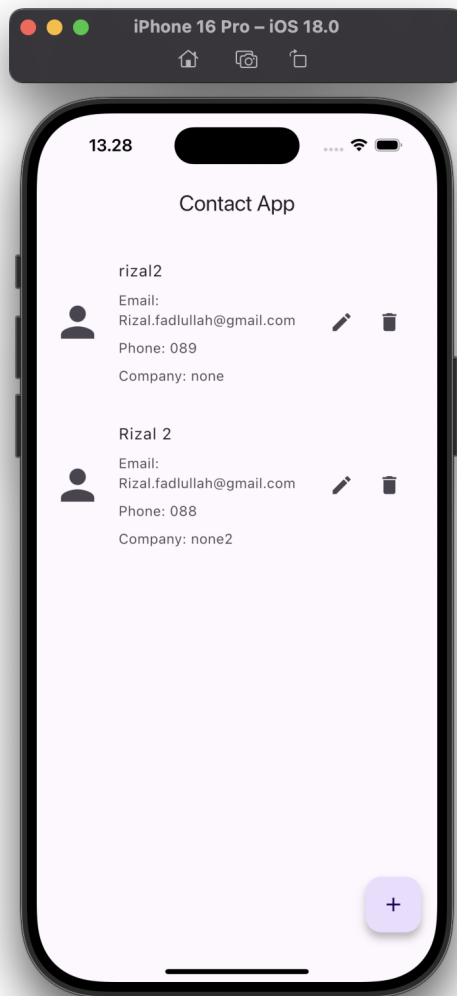 iPhone 16 Pro – iOS 18.0
13.28
Contact App
rizal2
Email:
Rizal.fadlullah@gmail.com
Phone: 089
Company: none
Rizal 2
Email:
Rizal.fadlullah@gmail.com
Phone: 088
Company: none2